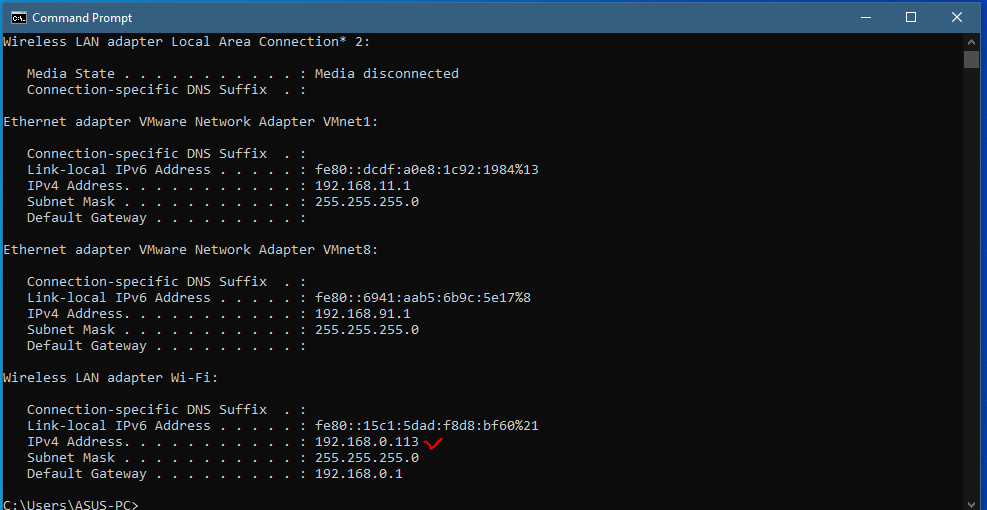 Command Prompt
Wireless LAN adapter Local Area Connection* 2:
Media State . . . . . . . . . . . : Media disconnected
Connection-specific DNS Suffix  . :
Ethernet adapter VMware Network Adapter VMnet1:
Connection-specific DNS Suffix  . :
Link-local IPv6 Address . . . . . : fe80::dcdf:a0e8:1c92:1984%13
IPv4 Address. . . . . . . . . . . : 192.168.11.1
Subnet Mask . . . . . . . . . . . : 255.255.255.0
Default Gateway . . . . . . . . . :
Ethernet adapter VMware Network Adapter VMnet8:
Connection-specific DNS Suffix  . :
Link-local IPv6 Address . . . . . : fe80::6941:aab5:6b9c:5e17%8
IPv4 Address. . . . . . . . . . . : 192.168.91.1
Subnet Mask . . . . . . . . . . . : 255.255.255.0
Default Gateway . . . . . . . . . :
Wireless LAN adapter Wi-Fi:
Connection-specific DNS Suffix  . :
Link-local IPv6 Address . . . . . : fe80::15c1:5dad:f8d8:bf60%21
IPv4 Address. . . . . . . . . . . : 192.168.0.113
Subnet Mask . . . . . . . . . . . : 255.255.255.0
Default Gateway . . . . . . . . . : 192.168.0.1
C:\Users\ASUS-PC>